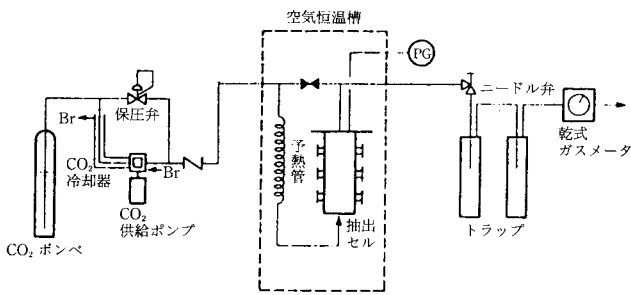 空気恒温槽
PG
ニードル弁
保圧弁
Br
乾式
ガスメータ
予熱管
CO₂
冷却器
Br
CO₂
供給ポンプ
抽出
セル
トラップ
CO₂ ボンベ